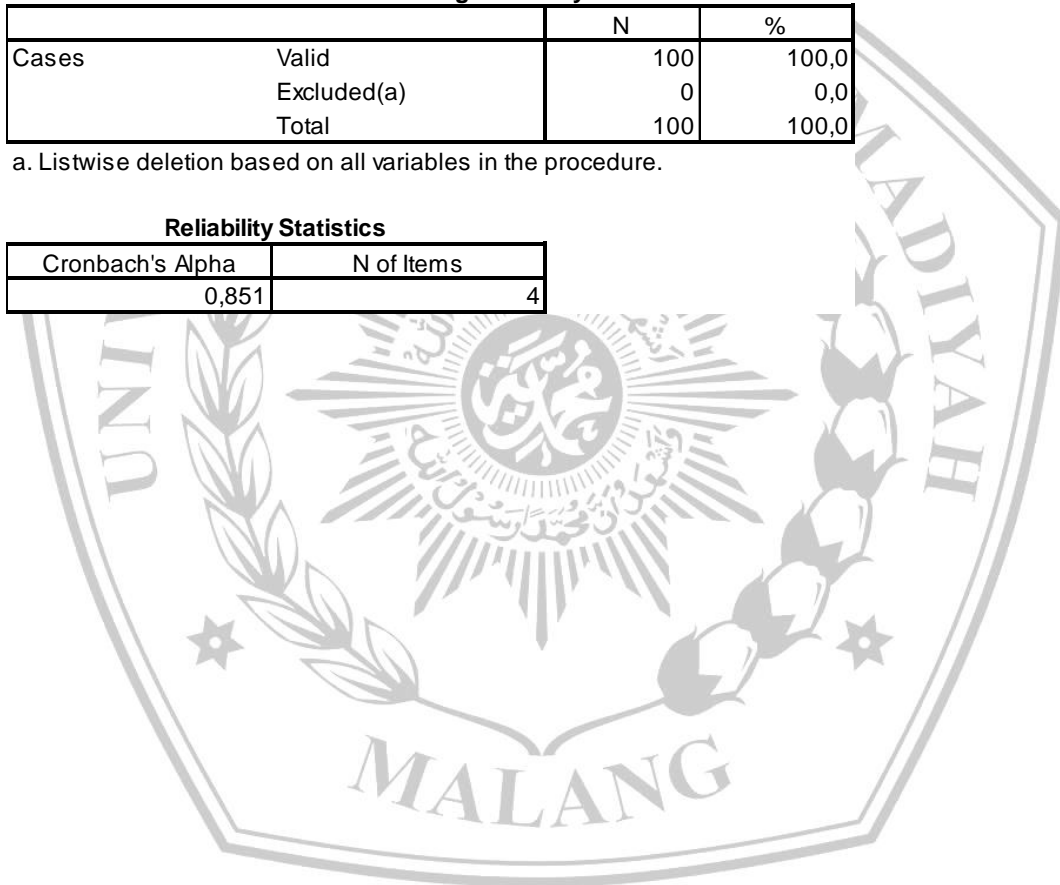 N %
Cases Valid 100 100,0
Excluded(a) 0 0,0
Total 100 100,0
a. Listwise deletion based on all variables in the procedure.
Reliability Statistics
Cronbach's Alpha N of Items
0,851 4
MALANG